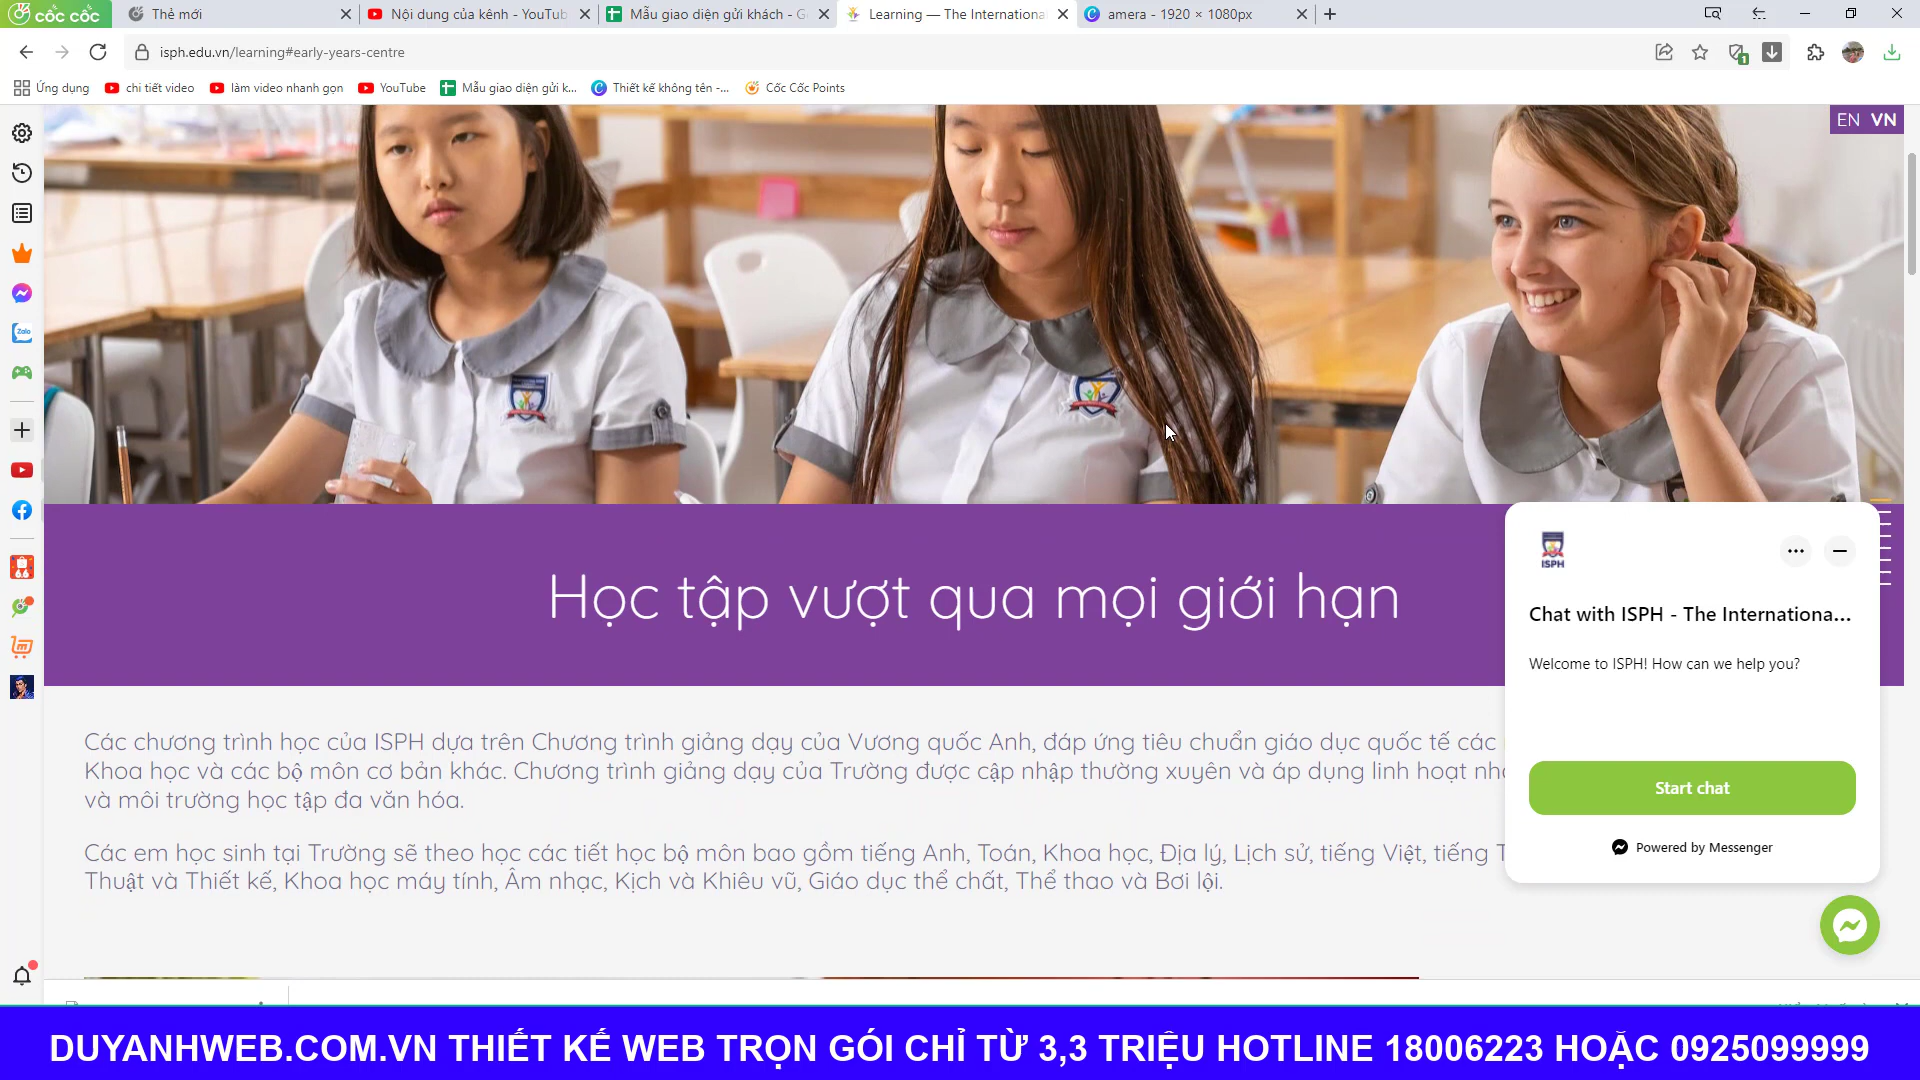 cốc cốc
Thẻ mới
Nội dung của kênh - YouTub
Mẫu giao diện gửi khách - G
Learning — The Internationa
amera - 1920 × 1080px
isph.edu.vn/learning#early-years-centre
1
Ứng dụng
chi tiết video
làm video nhanh gọn
YouTube
Mẫu giao diện gửi k...
Thiết kế không tên -...
Cốc Cốc Points
EN VN
Zalo
Học tập vượt qua mọi giới hạn
ISPH
Chat with ISPH - The Internationa...
Welcome to ISPH! How can we help you?
Start chat
Powered by Messenger
Các chương trình học của ISPH dựa trên Chương trình giảng dạy của Vương quốc Anh, đáp ứng tiêu chuẩn giáo dục quốc tế các
Khoa học và các bộ môn cơ bản khác. Chương trình giảng dạy của Trường được cập nhập thường xuyên và áp dụng linh hoạt
và môi trường học tập đa văn hóa.
Các em học sinh tại Trường sẽ theo học các tiết học bộ môn bao gồm tiếng Anh, Toán, Khoa học, Địa lý, Lịch sử, tiếng Việt, tiếng
Thuật và Thiết kế, Khoa học máy tính, Âm nhạc, Kịch và Khiêu vũ, Giáo dục thể chất, Thể thao và Bơi lội.
DUYANHWEB.COM.VN THIẾT KẾ WEB TRỌN GÓI CHỈ TỪ 3,3 TRIỆU HOTLINE 18006223 HOẶC 0925099999